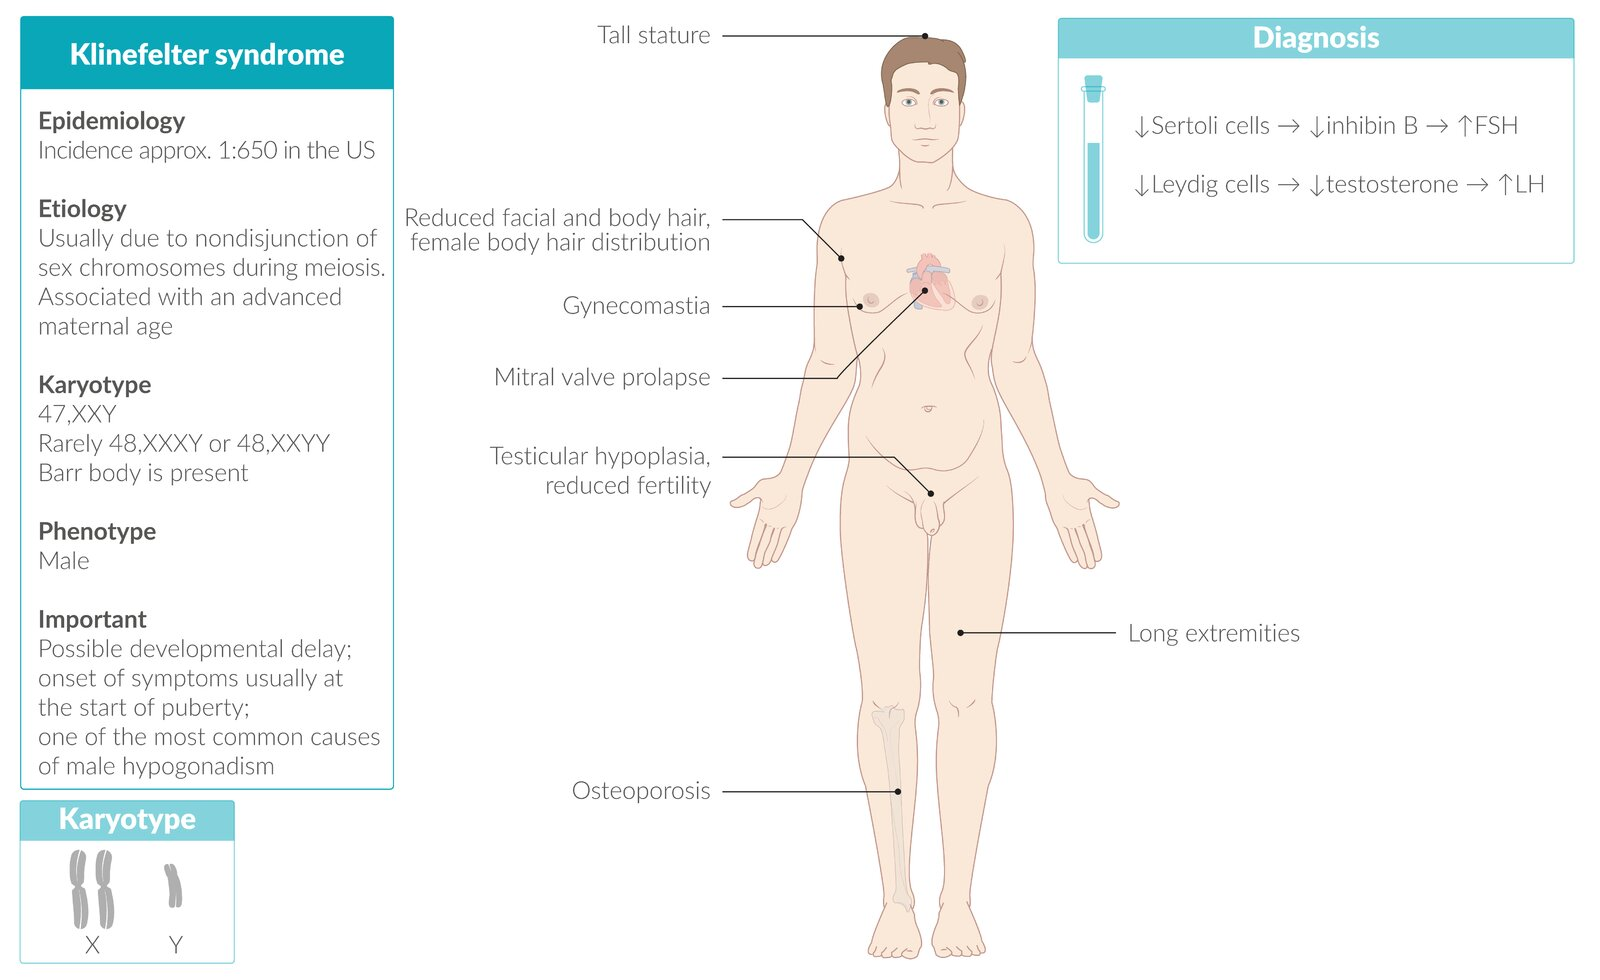 Klinefelter syndrome
Epidemiology
Incidence approx. 1:650 in the US
Etiology
Usually due to nondisjunction of
sex chromosomes during meiosis.
Associated with an advanced
maternal age
Karyotype
47,XXY
Rarely 48,XXXY or 48,XXYY
Barr body is present
Phenotype
Male
Important
Possible developmental delay;
onset of symptoms usually at
the start of puberty;
one of the most common causes
of male hypogonadism
Karyotype
X Y
Tall stature
Reduced facial and body hair,
female body hair distribution
Gynecomastia
Mitral valve prolapse
Testicular hypoplasia,
reduced fertility
Osteoporosis
Long extremities
Diagnosis
↓Sertoli cells → ↓inhibin B → ↑FSH
↓Leydig cells → ↓testosterone → ↑LH